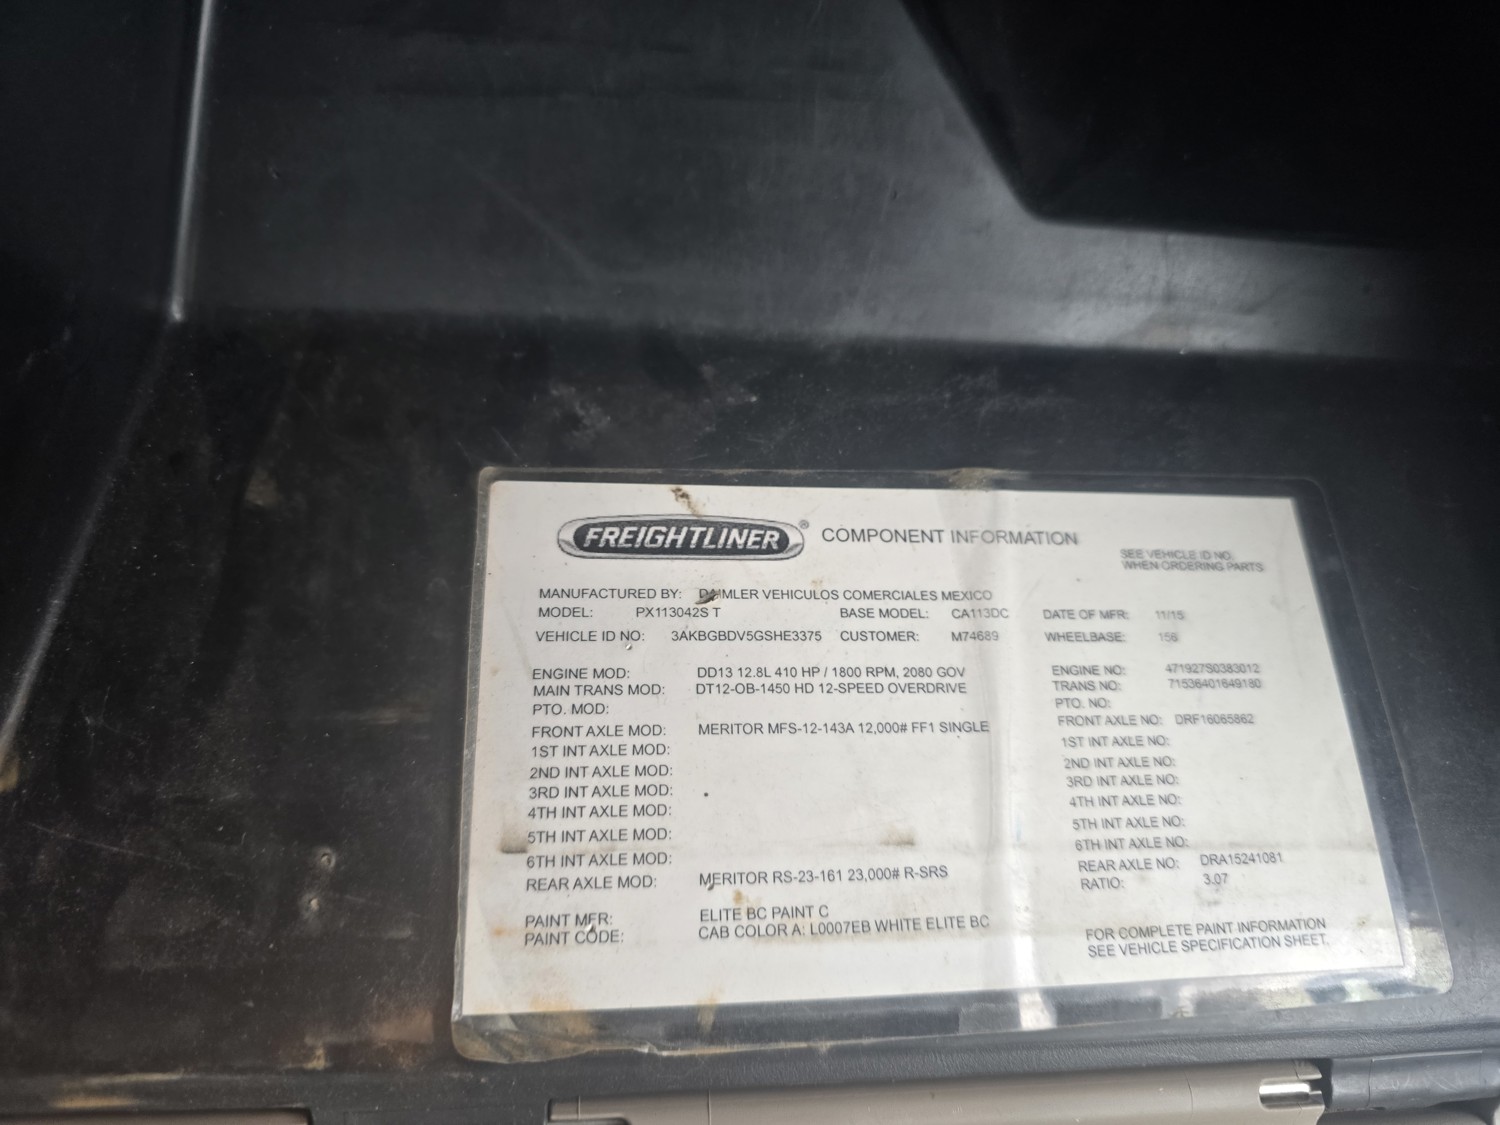 FREIGHTLINER ® COMPONENT INFORMATION
SEE VEHICLE ID NO.
WHEN ORDERING PARTS
MANUFACTURED BY: DAIMLER VEHICULOS COMERCIALES MEXICO
MODEL: PX113042S T BASE MODEL: CA113DC DATE OF MFR: 11/15
VEHICLE ID NO: 3AKBGBDV5GSHE3375 CUSTOMER: M74689 WHEELBASE: 156
ENGINE MOD: DD13 12.8L 410 HP / 1800 RPM, 2080 GOV ENGINE NO: 471927S0383012
MAIN TRANS MOD: DT12-OB-1450 HD 12-SPEED OVERDRIVE TRANS NO: 71536401649180
PTO. MOD: PTO. NO:
FRONT AXLE MOD: MERITOR MFS-12-143A 12,000# FF1 SINGLE FRONT AXLE NO: DRF16065862
1ST INT AXLE MOD: 1ST INT AXLE NO:
2ND INT AXLE MOD: 2ND INT AXLE NO:
3RD INT AXLE MOD: 3RD INT AXLE NO:
4TH INT AXLE MOD: 4TH INT AXLE NO:
5TH INT AXLE MOD: 5TH INT AXLE NO:
6TH INT AXLE MOD: 6TH INT AXLE NO:
REAR AXLE MOD: MERITOR RS-23-161 23,000# R-SRS REAR AXLE NO: DRA15241081
RATIO: 3.07
PAINT MFR: ELITE BC PAINT C
PAINT CODE: CAB COLOR A: L0007EB WHITE ELITE BC
FOR COMPLETE PAINT INFORMATION
SEE VEHICLE SPECIFICATION SHEET.